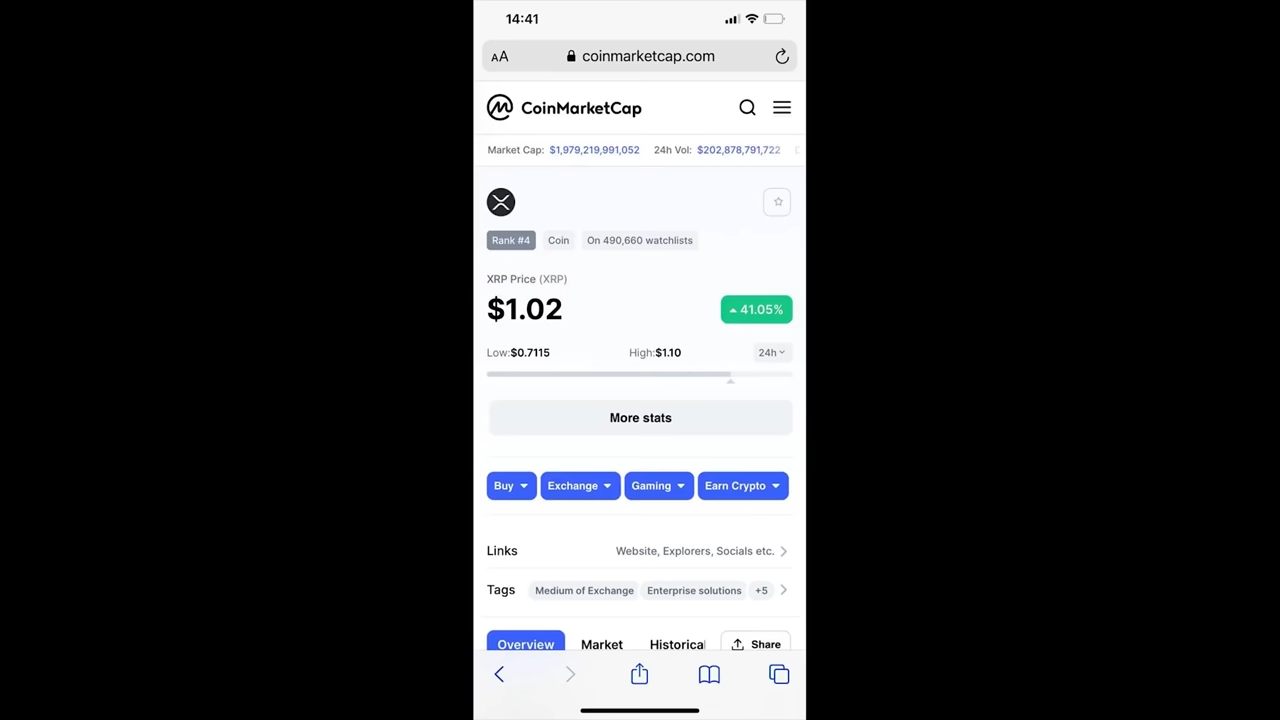 14:41
AA coinmarketcap.com
CoinMarketCap
Market Cap: $1,979,219,991,052 24h Vol: $202,878,791,722
Rank #4 Coin On 490,660 watchlists
XRP Price (XRP)
$1.02 41.05%
Low:$0.7115 High:$1.10 24h
More stats
Buy Exchange Gaming Earn Crypto
Links Website, Explorers, Socials etc.
Tags Medium of Exchange Enterprise solutions +5
Overview Market Historical Share